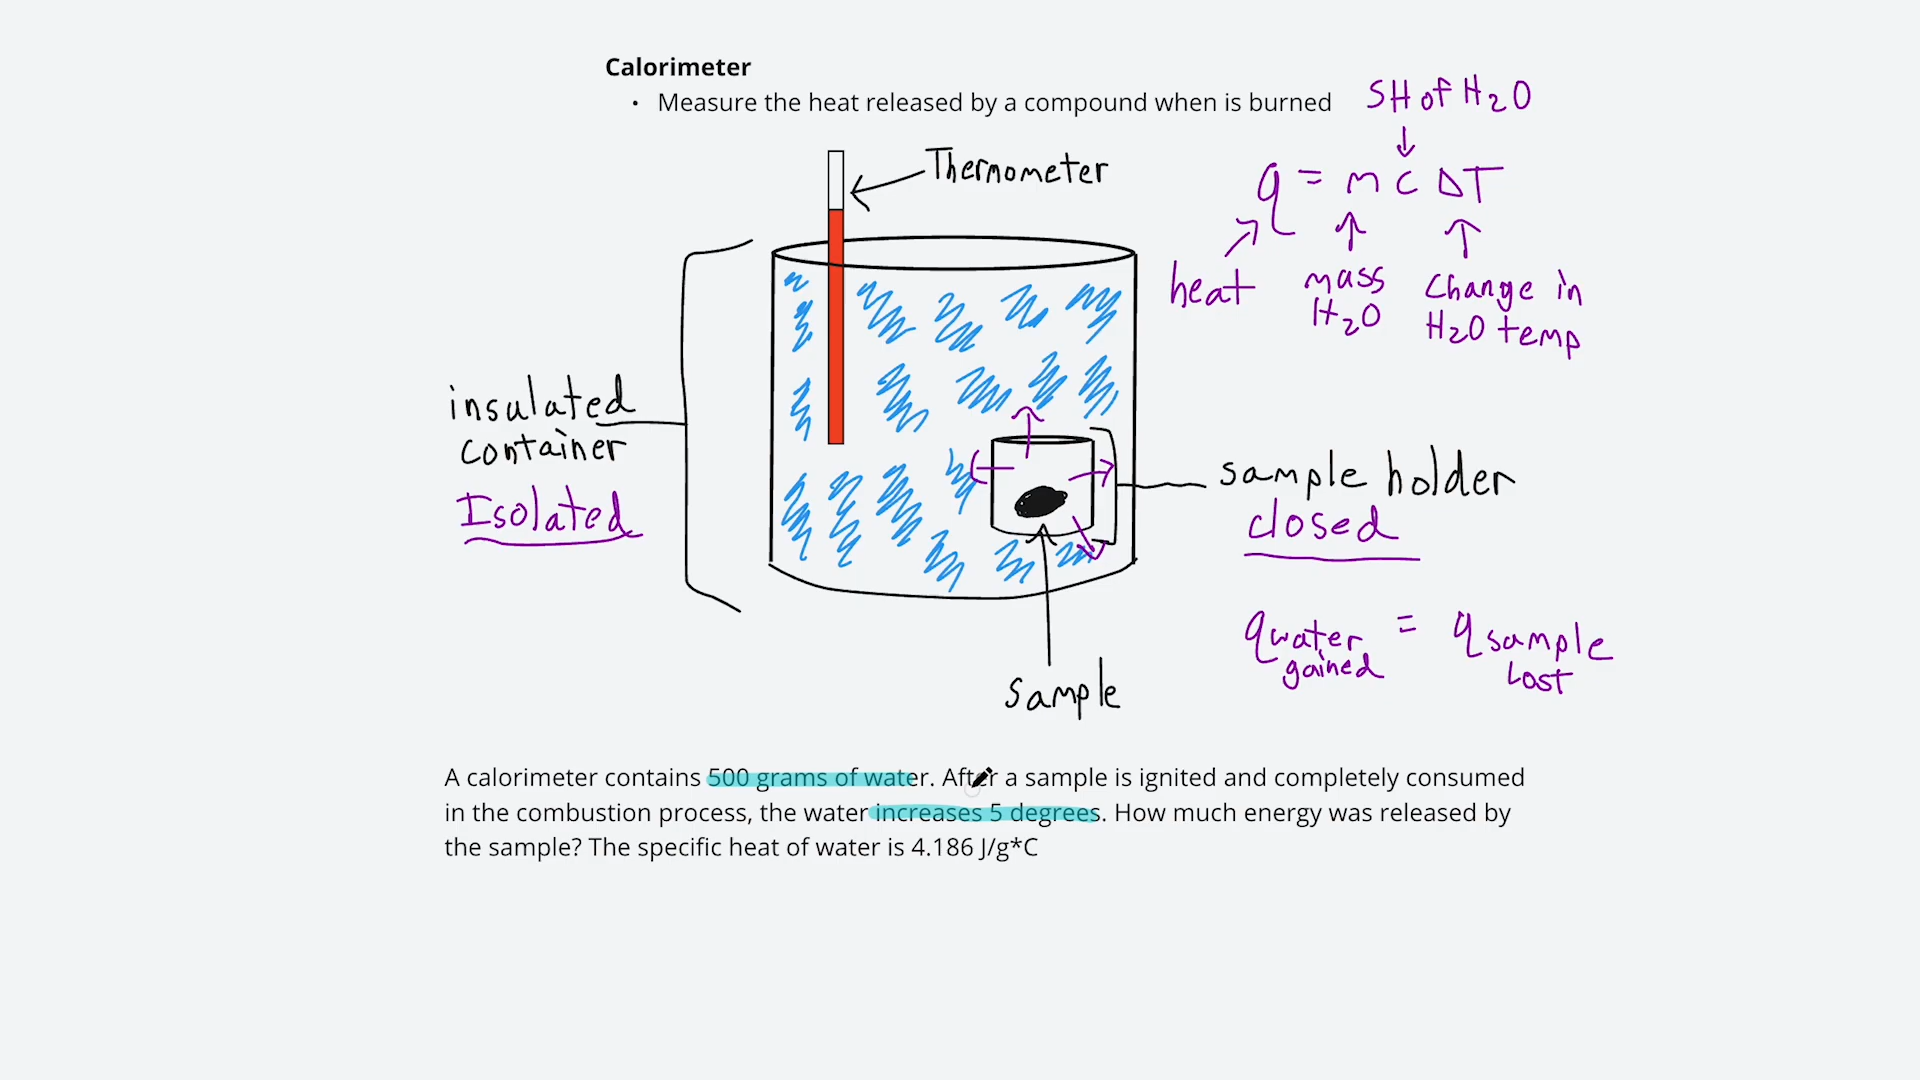 Calorimeter
• Measure the heat released by a compound when is burned
SH of H2O
Thermometer
q = m c ΔT
heat
mass
H2O
change in
H2O temp
insulated
container
Isolated
sample holder
closed
qwater = qsample
gained lost
Sample
A calorimeter contains 500 grams of water. After a sample is ignited and completely consumed
in the combustion process, the water increases 5 degrees. How much energy was released by
the sample? The specific heat of water is 4.186 J/g*C